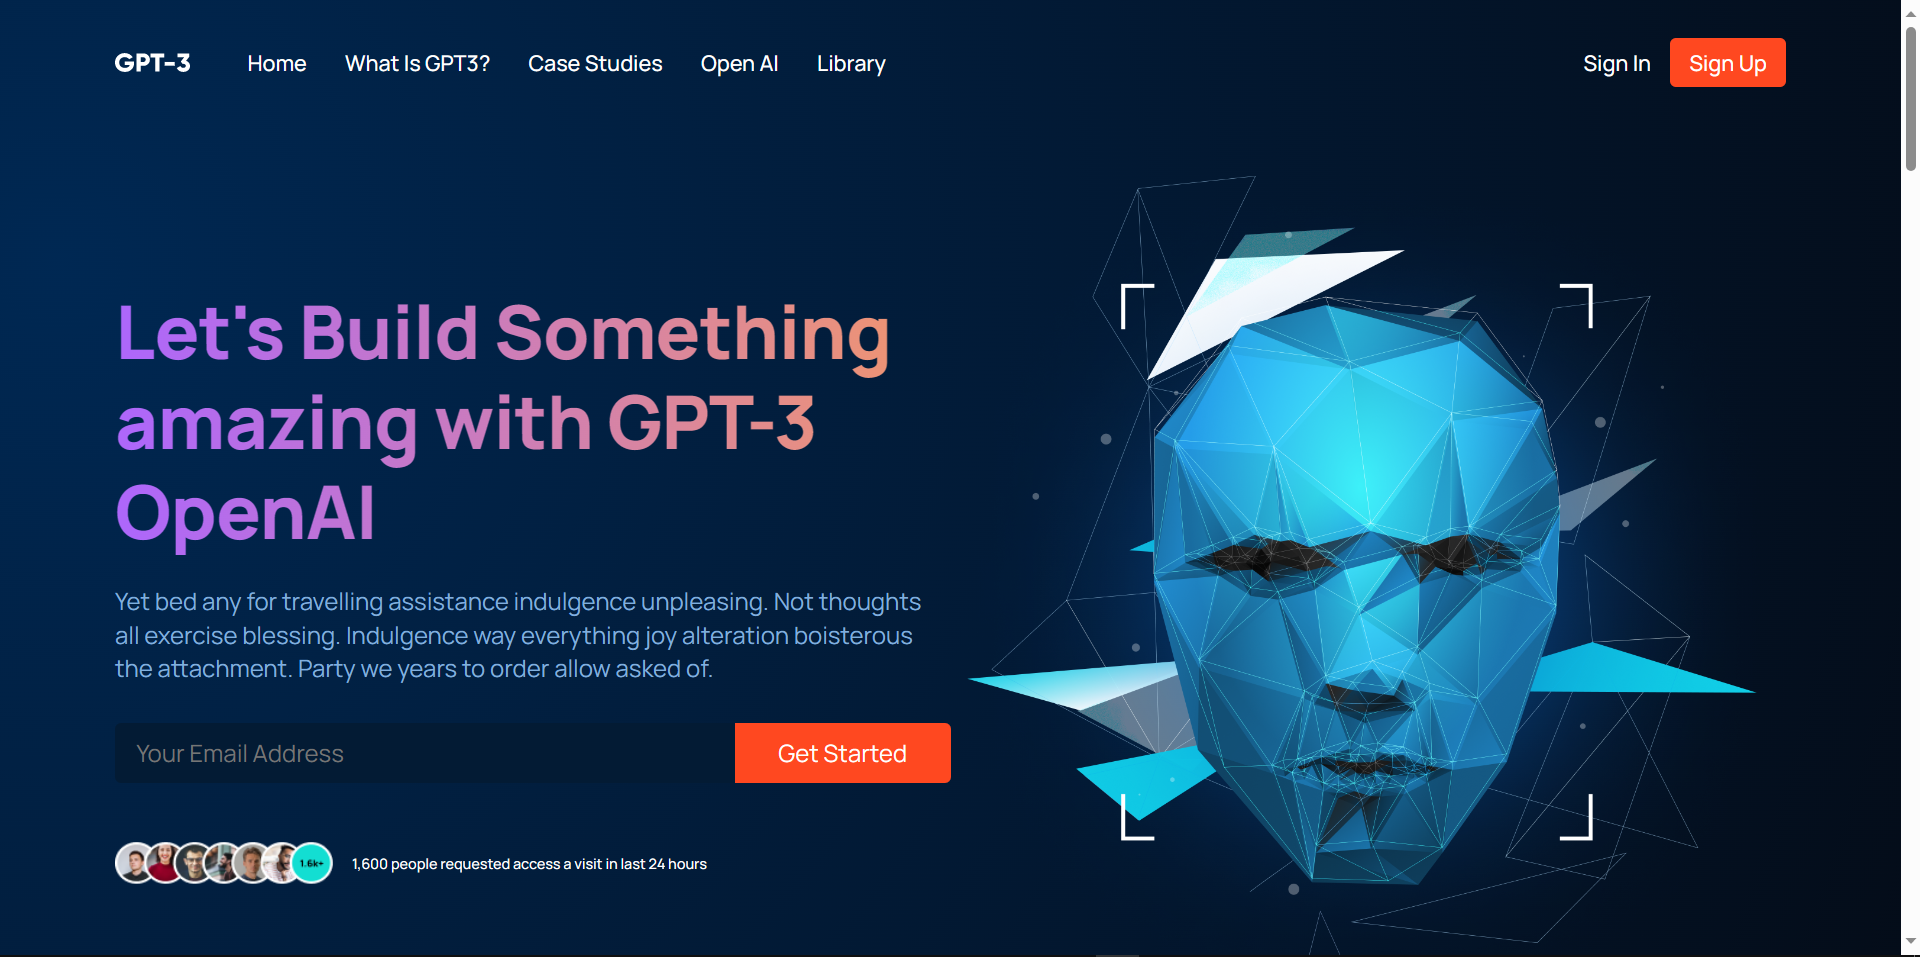 GPT-3
Home
What Is GPT3?
Case Studies
Open AI
Library
Sign In
Sign Up
Let's Build Something
amazing with GPT-3
OpenAI
Yet bed any for travelling assistance indulgence unpleasing. Not thoughts
all exercise blessing. Indulgence way everything joy alteration boisterous
the attachment. Party we years to order allow asked of.
Your Email Address
Get Started
1.6k+
1,600 people requested access a visit in last 24 hours